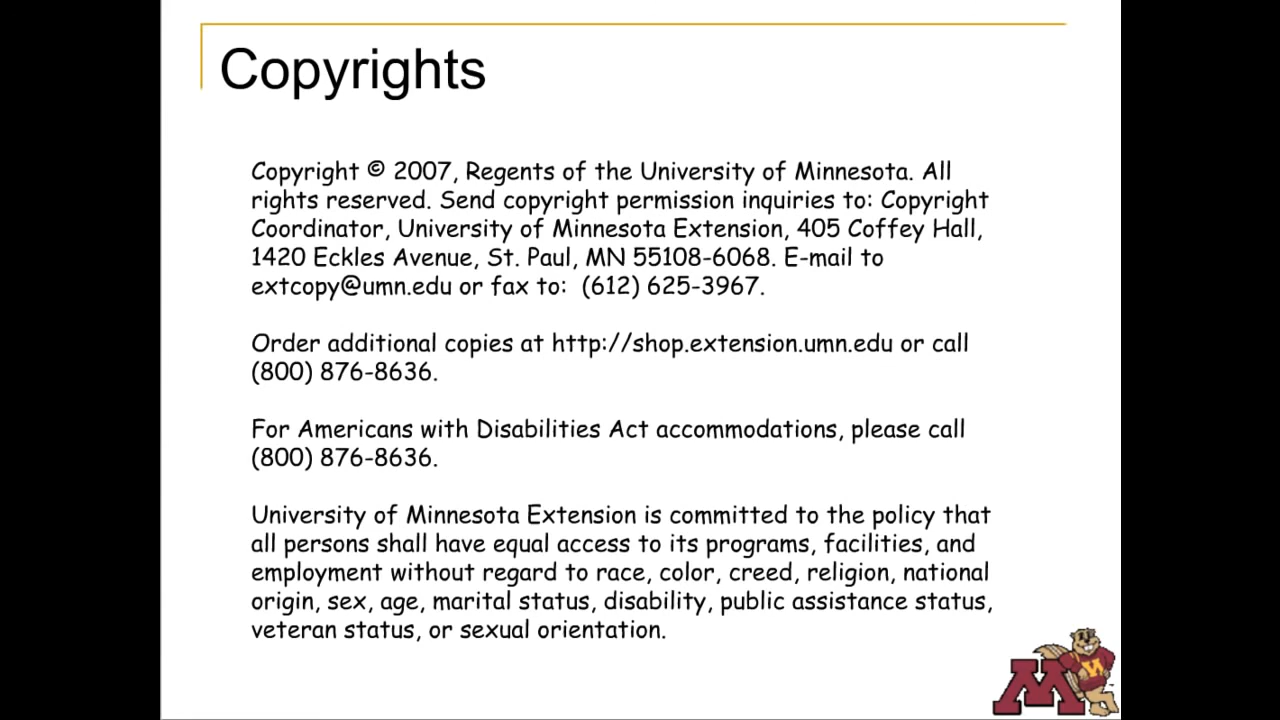 Copyrights
Copyright © 2007, Regents of the University of Minnesota. All
rights reserved. Send copyright permission inquiries to: Copyright
Coordinator, University of Minnesota Extension, 405 Coffey Hall,
1420 Eckles Avenue, St. Paul, MN 55108-6068. E-mail to
extcopy@umn.edu or fax to:  (612) 625-3967.
Order additional copies at http://shop.extension.umn.edu or call
(800) 876-8636.
For Americans with Disabilities Act accommodations, please call
(800) 876-8636.
University of Minnesota Extension is committed to the policy that
all persons shall have equal access to its programs, facilities, and
employment without regard to race, color, creed, religion, national
origin, sex, age, marital status, disability, public assistance status,
veteran status, or sexual orientation.
M